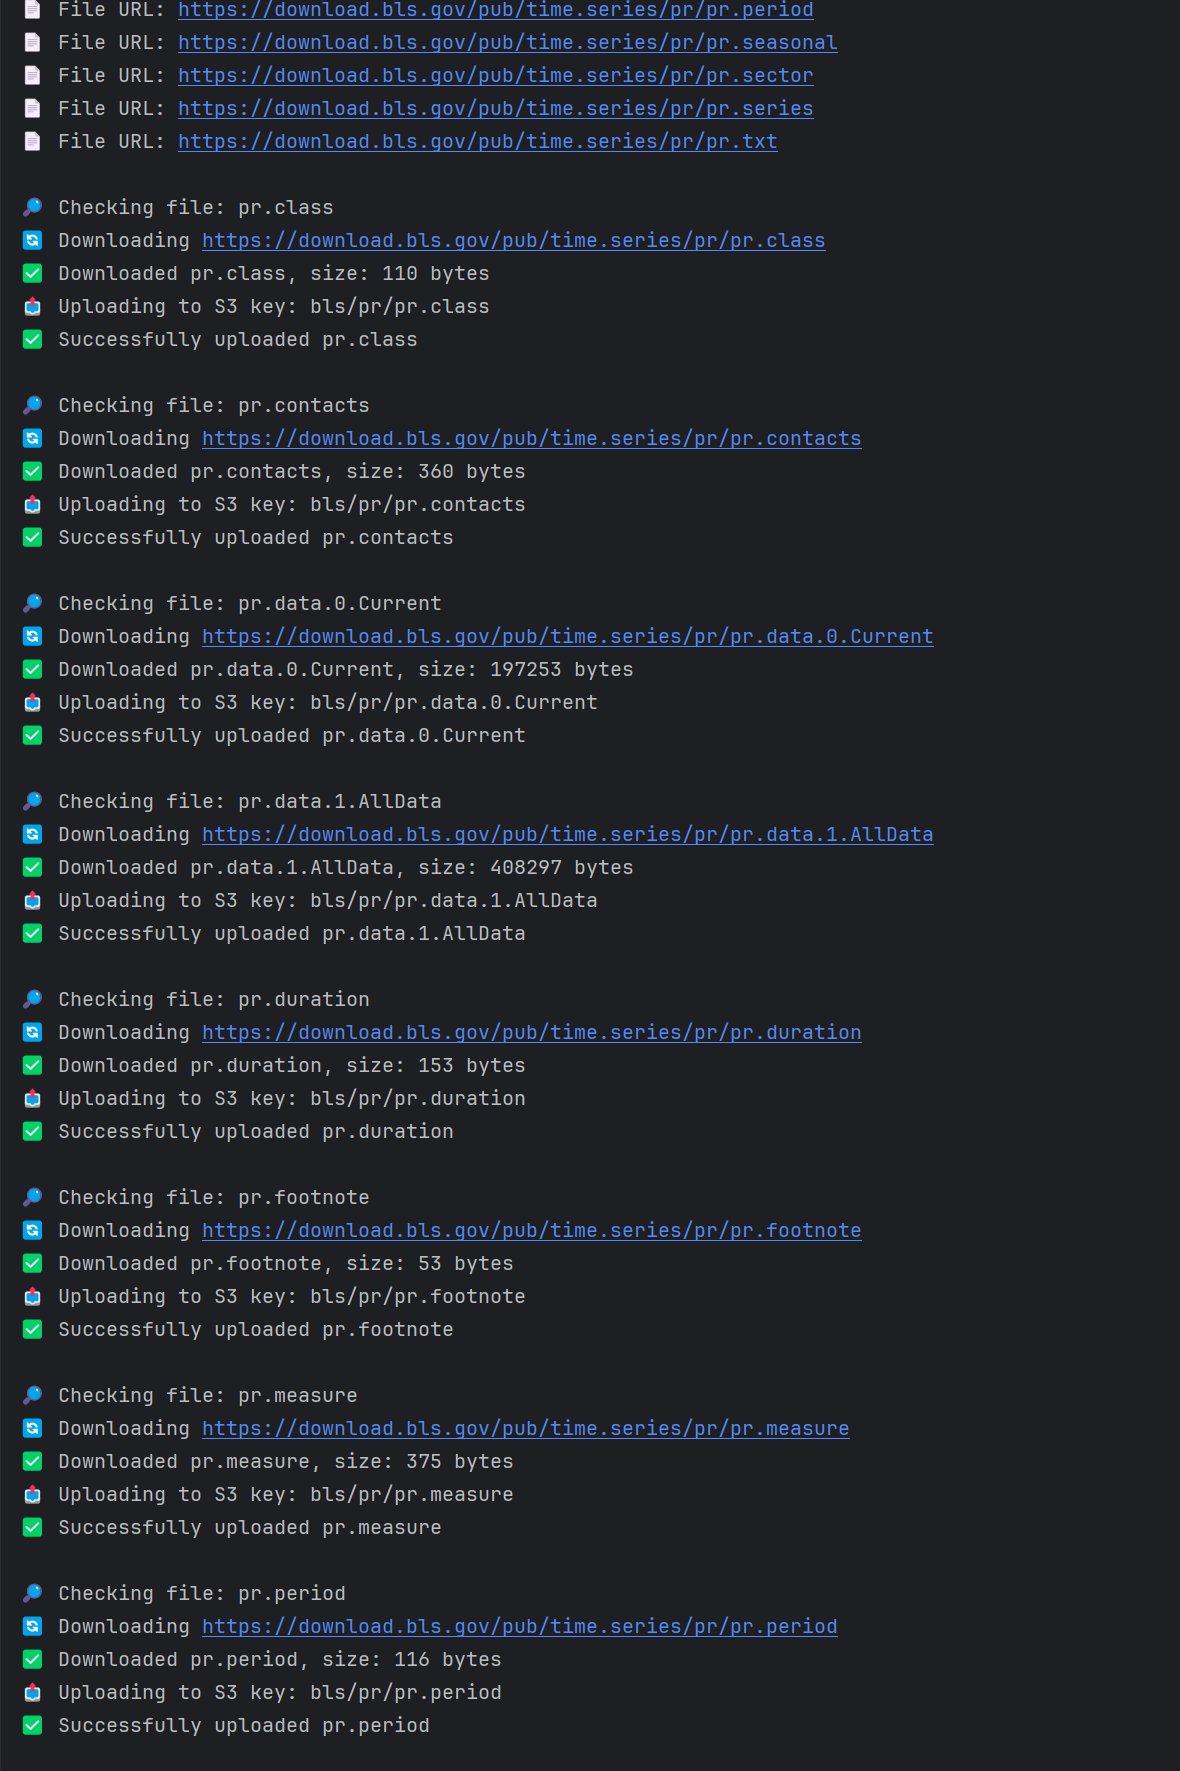 File URL: https://download.bls.gov/pub/time.series/pr/pr.period
File URL: https://download.bls.gov/pub/time.series/pr/pr.seasonal
File URL: https://download.bls.gov/pub/time.series/pr/pr.sector
File URL: https://download.bls.gov/pub/time.series/pr/pr.series
File URL: https://download.bls.gov/pub/time.series/pr/pr.txt
Checking file: pr.class
Downloading https://download.bls.gov/pub/time.series/pr/pr.class
Downloaded pr.class, size: 110 bytes
Uploading to S3 key: bls/pr/pr.class
Successfully uploaded pr.class
Checking file: pr.contacts
Downloading https://download.bls.gov/pub/time.series/pr/pr.contacts
Downloaded pr.contacts, size: 360 bytes
Uploading to S3 key: bls/pr/pr.contacts
Successfully uploaded pr.contacts
Checking file: pr.data.0.Current
Downloading https://download.bls.gov/pub/time.series/pr/pr.data.0.Current
Downloaded pr.data.0.Current, size: 197253 bytes
Uploading to S3 key: bls/pr/pr.data.0.Current
Successfully uploaded pr.data.0.Current
Checking file: pr.data.1.AllData
Downloading https://download.bls.gov/pub/time.series/pr/pr.data.1.AllData
Downloaded pr.data.1.AllData, size: 408297 bytes
Uploading to S3 key: bls/pr/pr.data.1.AllData
Successfully uploaded pr.data.1.AllData
Checking file: pr.duration
Downloading https://download.bls.gov/pub/time.series/pr/pr.duration
Downloaded pr.duration, size: 153 bytes
Uploading to S3 key: bls/pr/pr.duration
Successfully uploaded pr.duration
Checking file: pr.footnote
Downloading https://download.bls.gov/pub/time.series/pr/pr.footnote
Downloaded pr.footnote, size: 53 bytes
Uploading to S3 key: bls/pr/pr.footnote
Successfully uploaded pr.footnote
Checking file: pr.measure
Downloading https://download.bls.gov/pub/time.series/pr/pr.measure
Downloaded pr.measure, size: 375 bytes
Uploading to S3 key: bls/pr/pr.measure
Successfully uploaded pr.measure
Checking file: pr.period
Downloading https://download.bls.gov/pub/time.series/pr/pr.period
Downloaded pr.period, size: 116 bytes
Uploading to S3 key: bls/pr/pr.period
Successfully uploaded pr.period